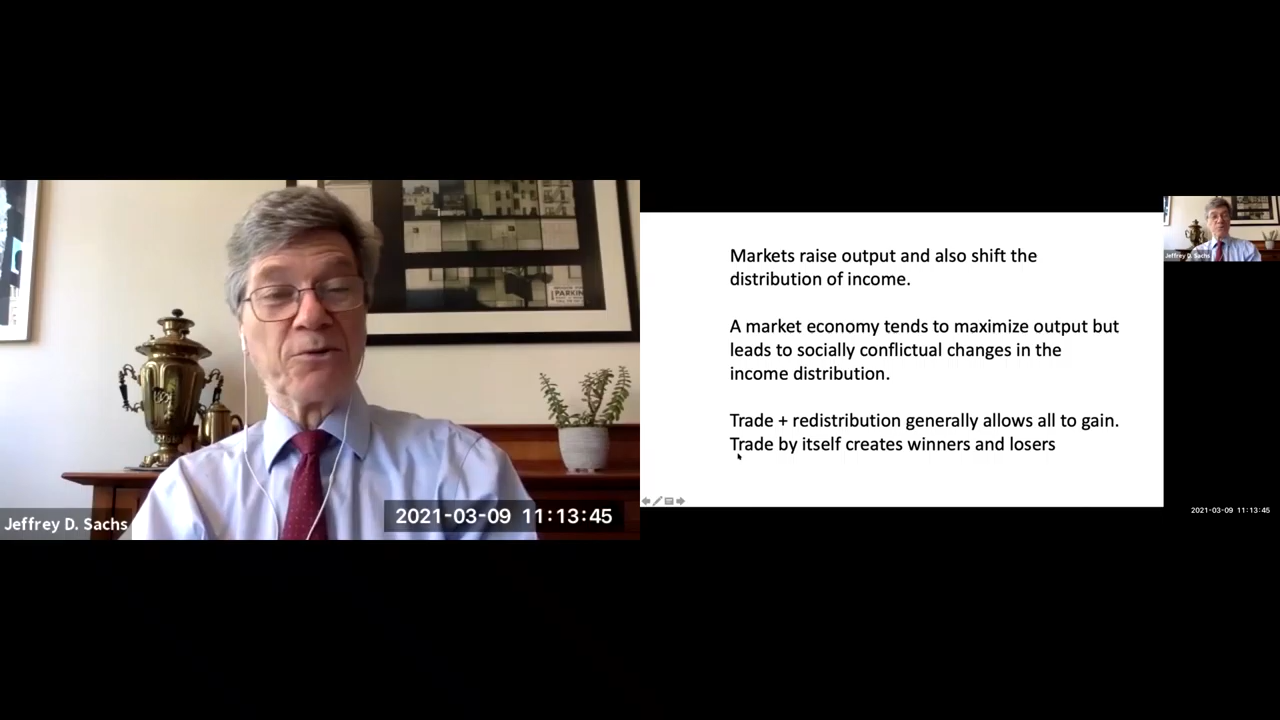 PARKIN
Jeffrey D. Sachs
2021-03-09 11:13:45
Markets raise output and also shift the
distribution of income.
A market economy tends to maximize output but
leads to socially conflictual changes in the
income distribution.
Trade + redistribution generally allows all to gain.
Trade by itself creates winners and losers
Jeffrey D. Sachs
2021-03-09 11:13:45